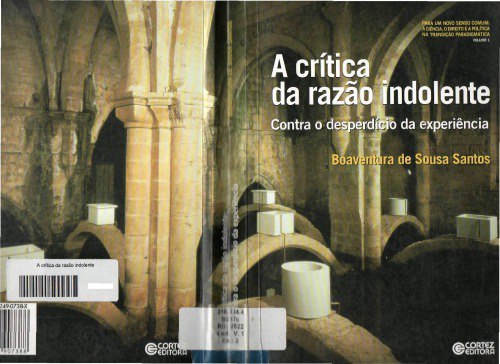 PARA UM NOVO SENSO COMUM:
A CIÊNCIA, O DIREITO E A POLÍTICA
NA TRANSIÇÃO PARADIGMÁTICA
VOLUME 1
A crítica
da razão indolente
Contra o desperdício da experiência
Boaventura de Sousa Santos
A crítica da razão indolente
CORTEZ
EDITORA
CORTEZ
EDITORA